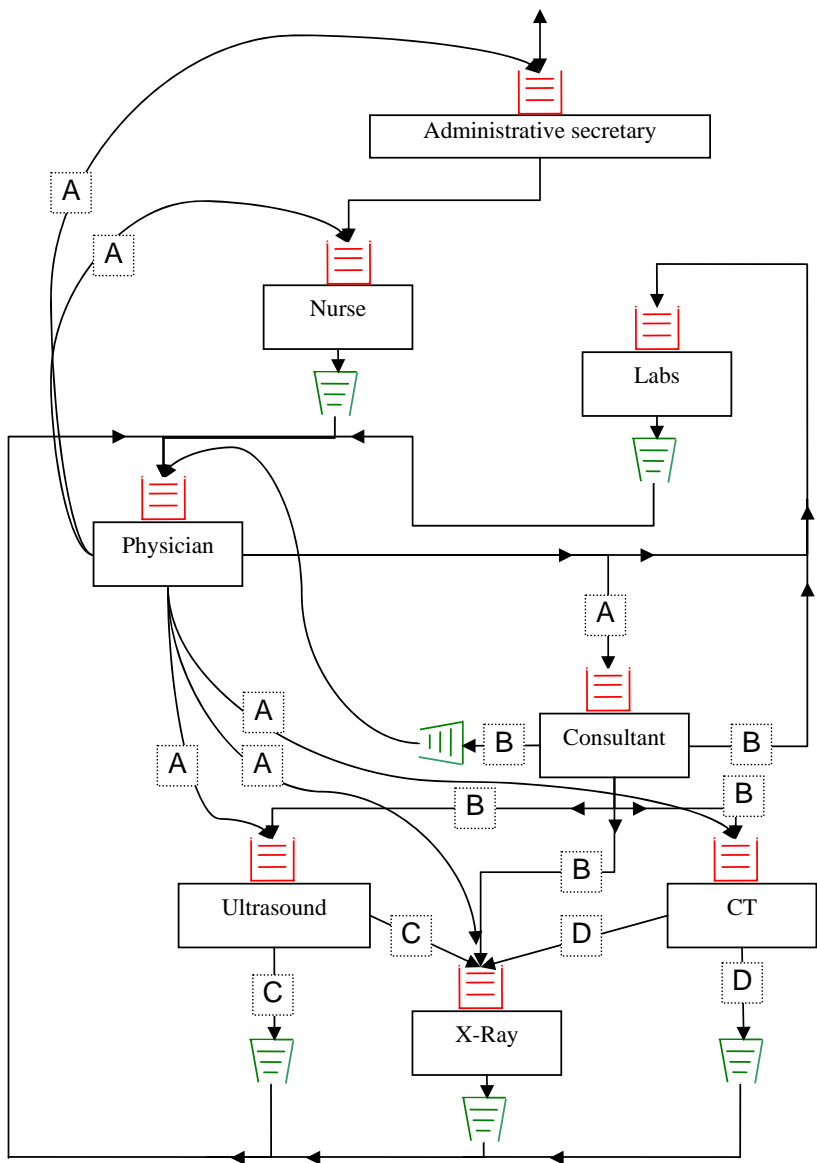 Administrative secretary
A
A
Nurse
Labs
Physician
A
A
B
Consultant
B
A
A
B
B
B
Ultrasound
CT
C
D
C
D
X-Ray